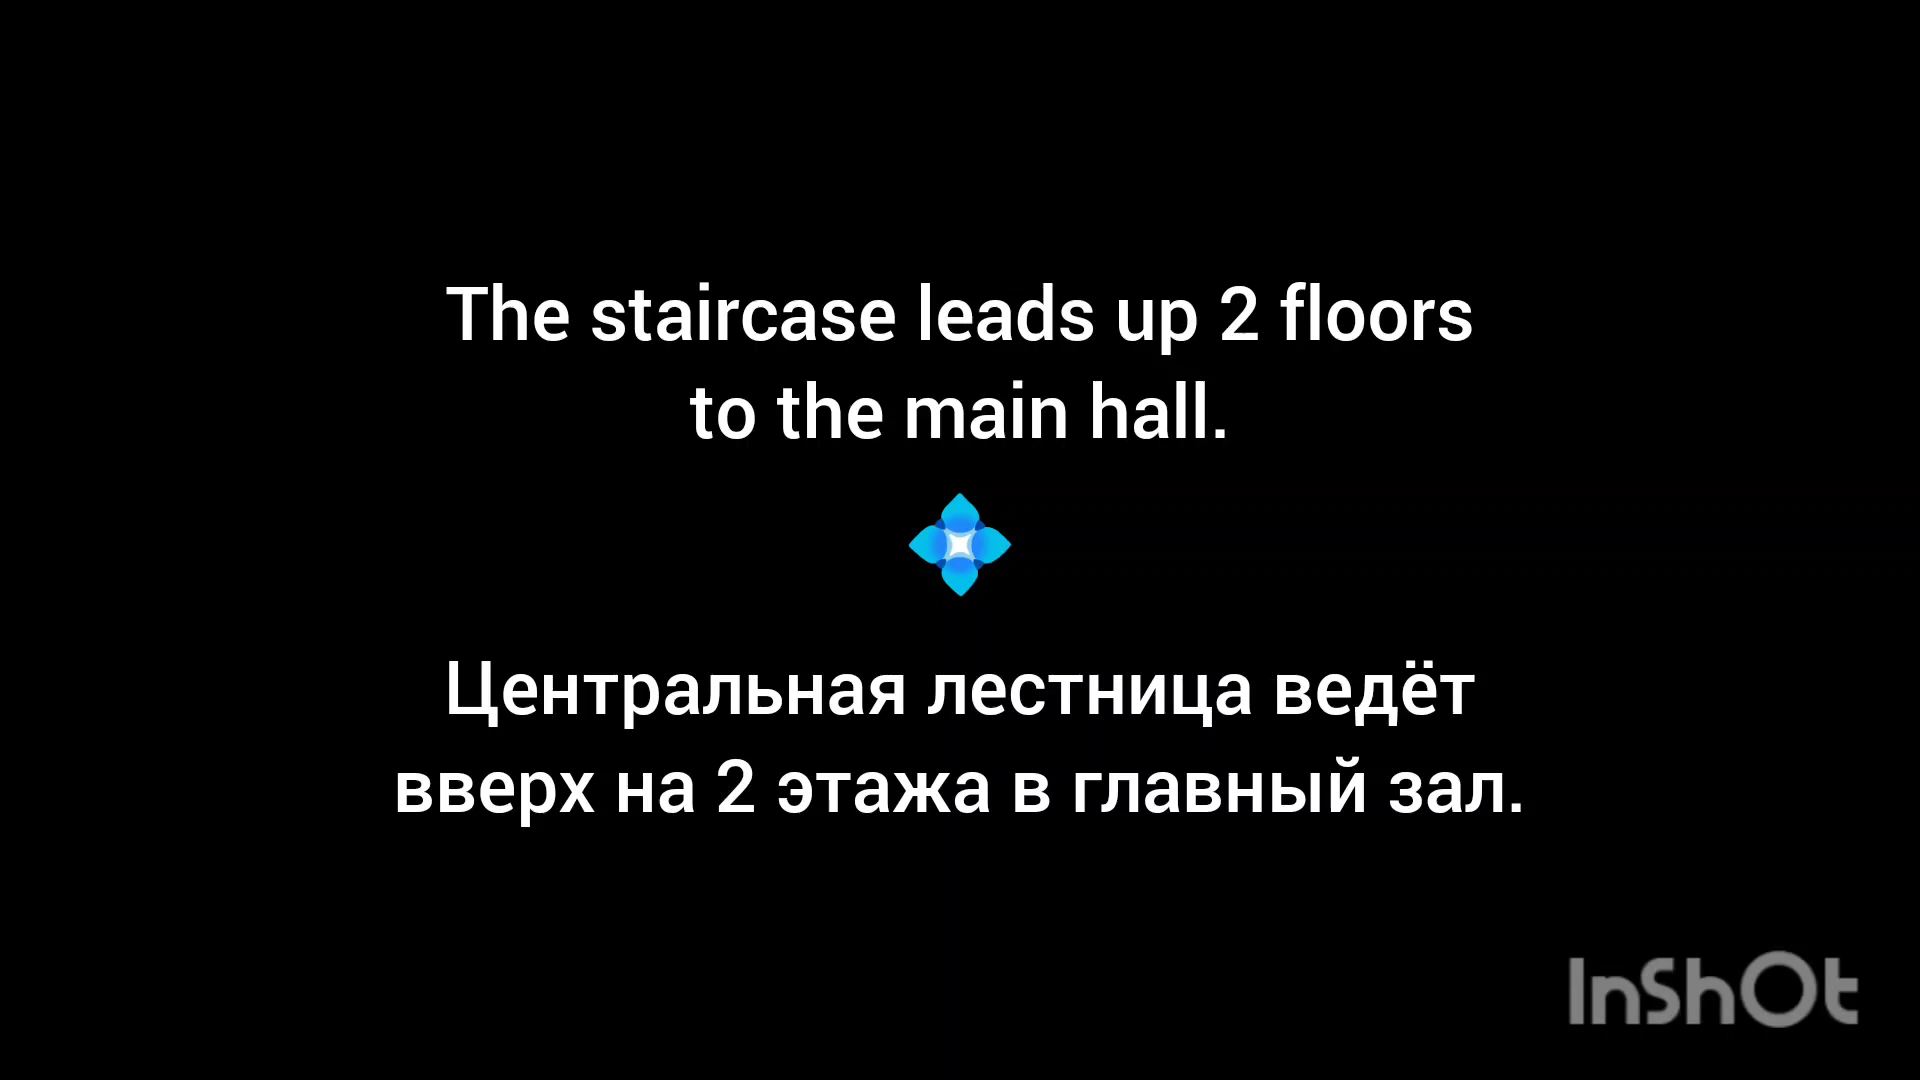 The staircase leads up 2 floors
to the main hall.
Центральная лестница ведёт
вверх на 2 этажа в главный зал.
InShOt